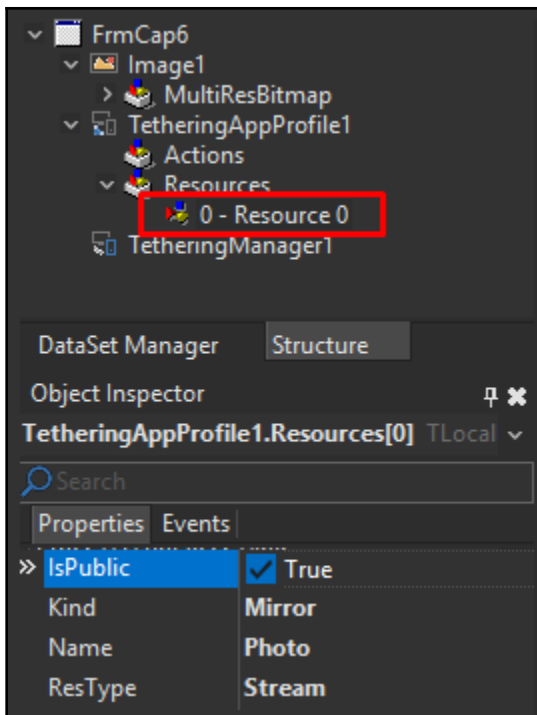 FrmCap6
Image1
MultiResBitmap
TetheringAppProfile1
Actions
Resources
0 - Resource 0
TetheringManager1
DataSet Manager Structure
Object Inspector
TetheringAppProfile1.Resources[0] TLocal
Search
Properties Events
IsPublic True
Kind Mirror
Name Photo
ResType Stream